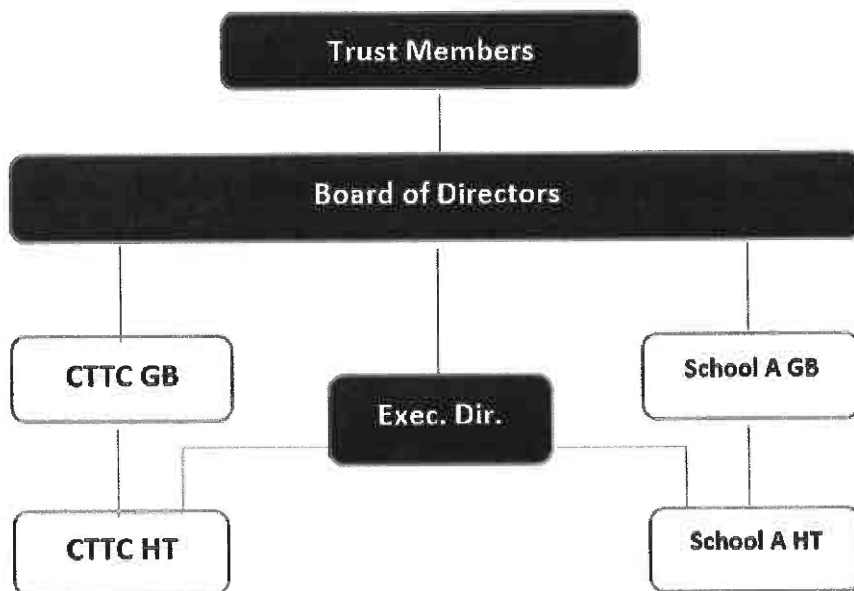 Trust Members
Board of Directors
CTTC GB
School A GB
Exec. Dir.
CTTC HT
School A HT